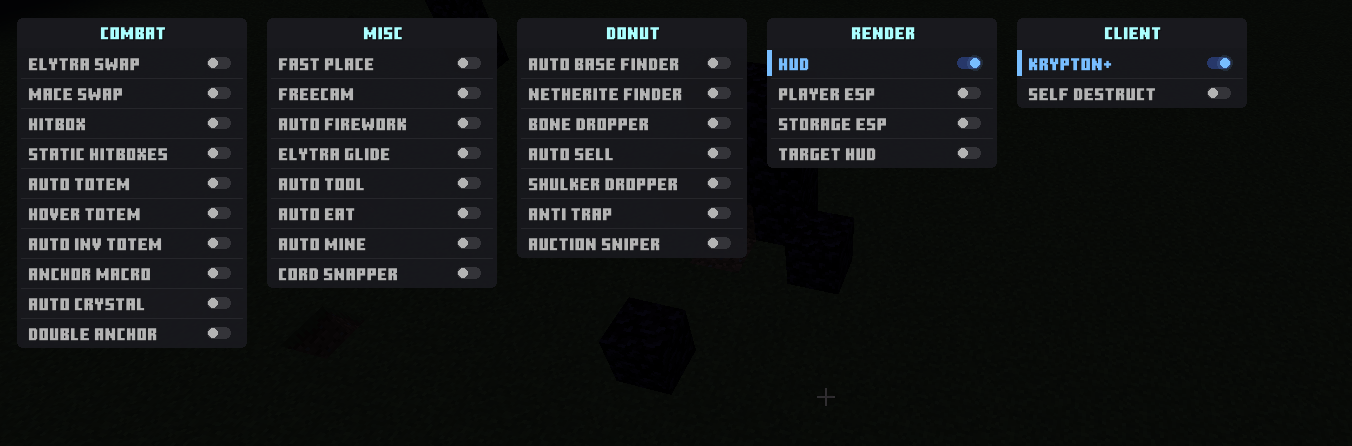 COMBAT
ELYTRA SWAP
MACE SWAP
HITBOX
STATIC HITBOXES
AUTO TOTEM
HOVER TOTEM
AUTO INV TOTEM
ANCHOR MACRO
AUTO CRYSTAL
DOUBLE ANCHOR
MISC
FAST PLACE
FREECAM
AUTO FIREWORK
ELYTRA GLIDE
AUTO TOOL
AUTO EAT
AUTO MINE
CORD SNAPPER
DONUT
AUTO BASE FINDER
NETHERITE FINDER
BONE DROPPER
AUTO SELL
SHULKER DROPPER
ANTI TRAP
AUCTION SNIPER
RENDER
HUD
PLAYER ESP
STORAGE ESP
TARGET HUD
CLIENT
KRYPTON+
SELF DESTRUCT